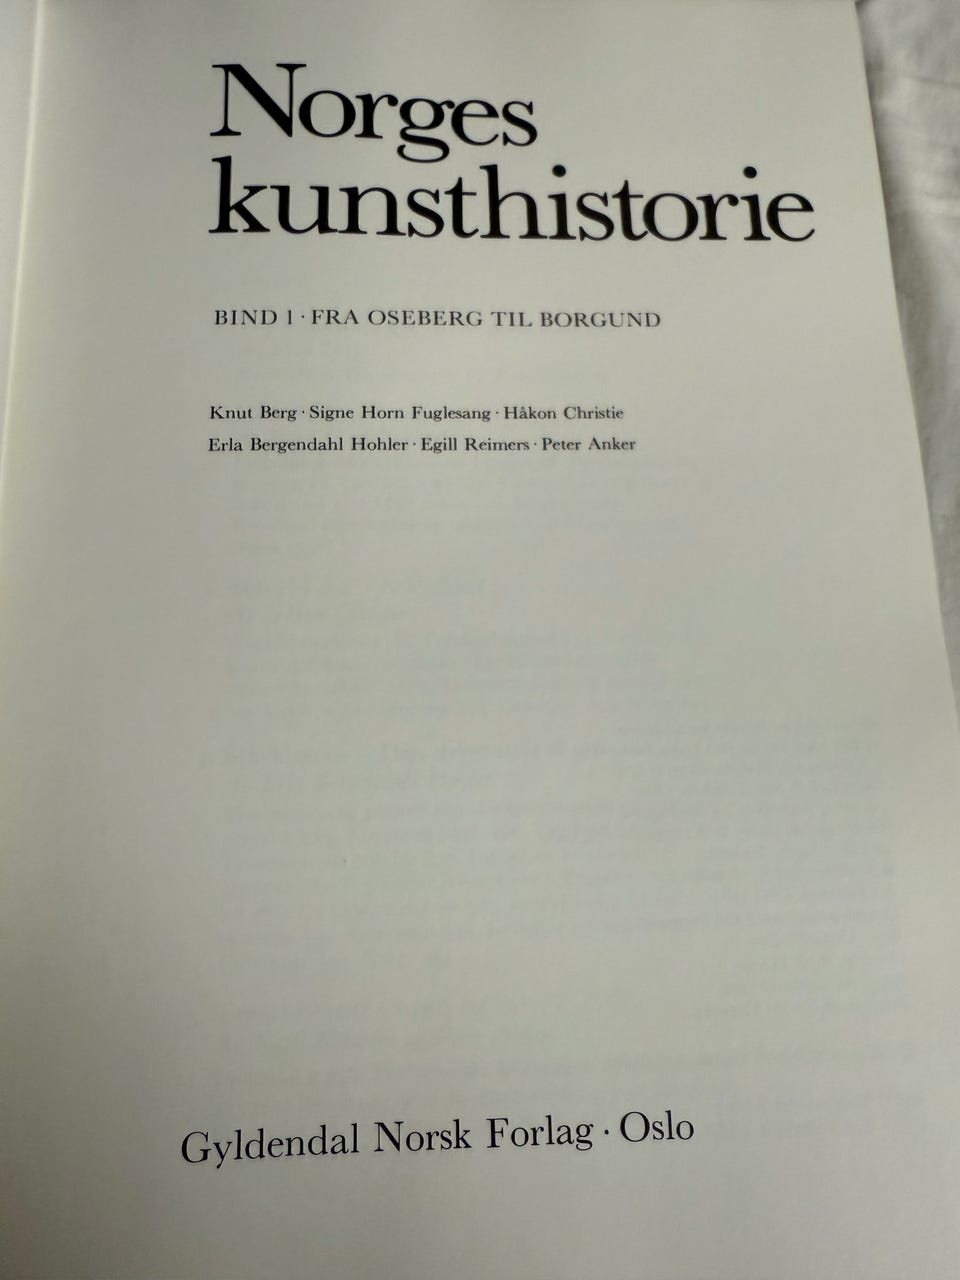 Norges
kunsthistorie
BIND 1 · FRA OSEBERG TIL BORGUND
Knut Berg · Signe Horn Fuglesang · Håkon Christie
Erla Bergendahl Hohler · Egill Reimers · Peter Anker
Gyldendal Norsk Forlag · Oslo